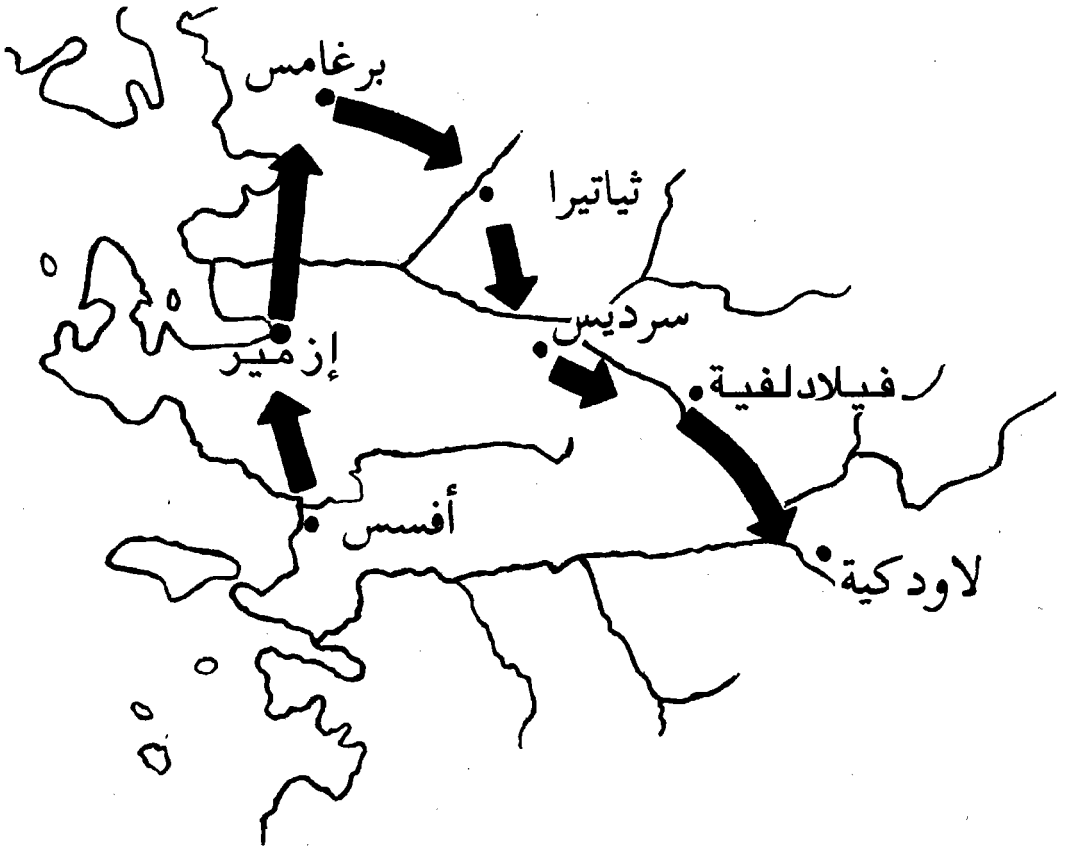 برغامس
ثياتيرا
سرديس
إزمير
فيلادلفية
أفسس
لاودكية